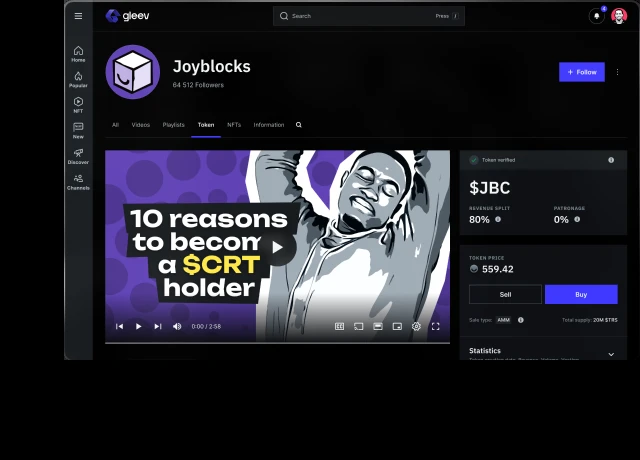 gleev
Search
Press /
4
Home
Popular
NFT
New
Discover
Channels
Joyblocks
64 512 Followers
+ Follow
All Videos Playlists Token NFTs Information
10 reasons
to becom
a $CRT
holder
0:00 / 2:58
Token verified
$JBC
REVENUE SPLIT
80%
PATRONAGE
0%
TOKEN PRICE
559.42
Sell
Buy
Sale type: AMM
Total supply: 20M $TRS
Statistics